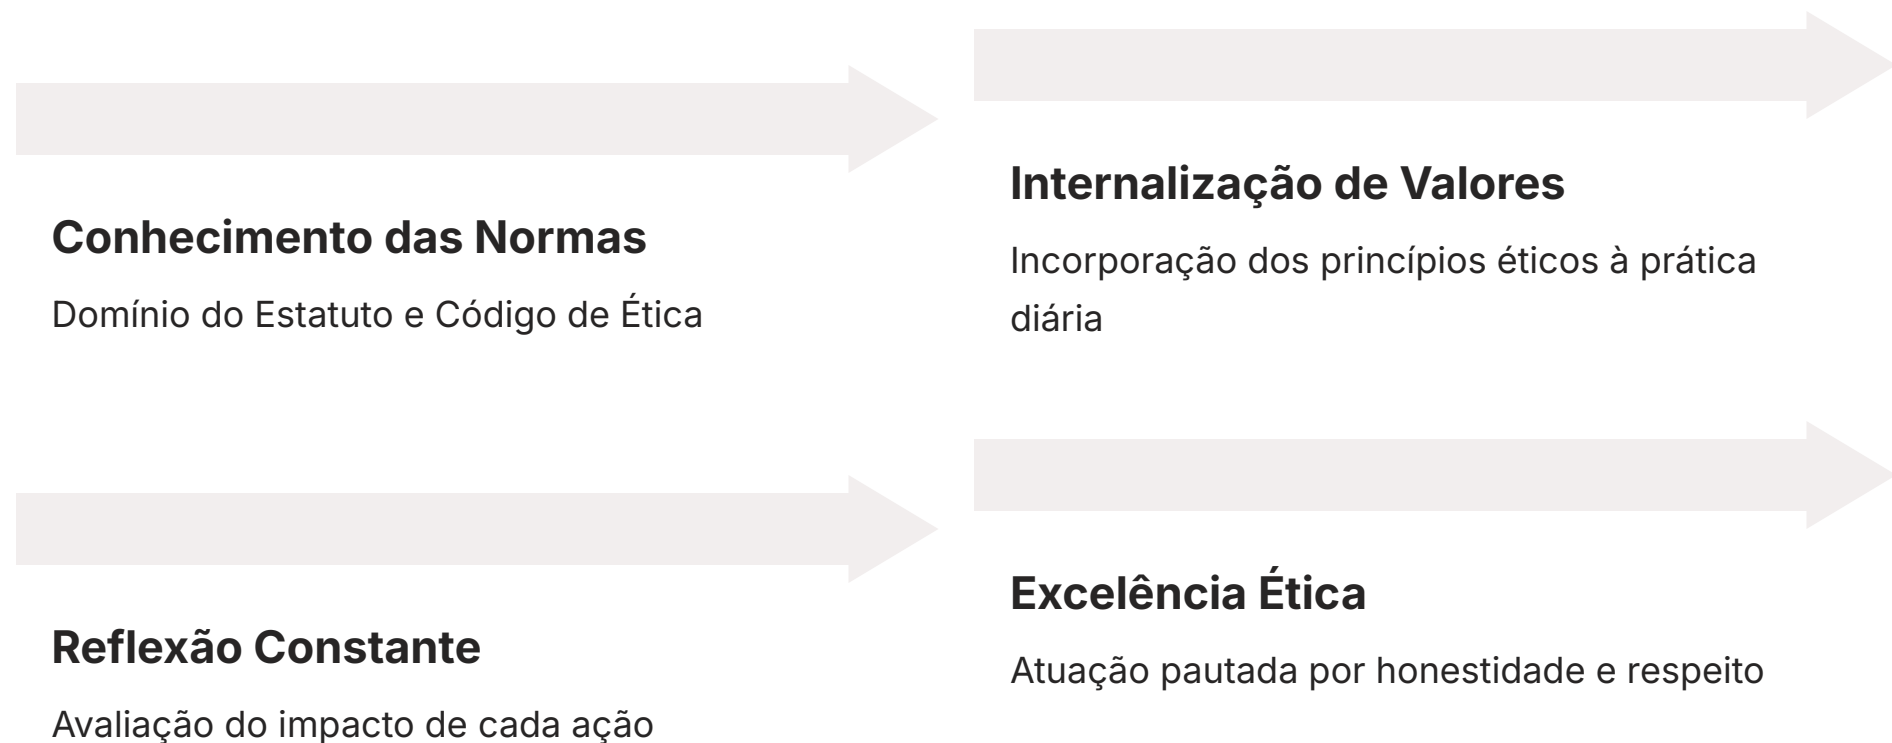 Conhecimento das Normas
Domínio do Estatuto e Código de Ética
Internalização de Valores
Incorporação dos princípios éticos à prática
diária
Reflexão Constante
Avaliação do impacto de cada ação
Excelência Ética
Atuação pautada por honestidade e respeito